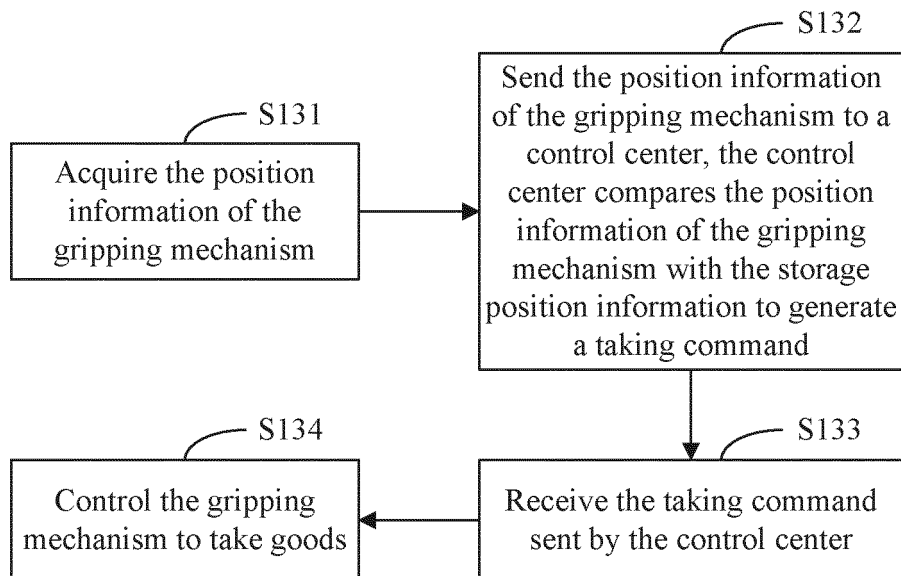 S131
Acquire the position
information of the
gripping mechanism
S132
Send the position information
of the gripping mechanism to a
control center, the control
center compares the position
information of the gripping
mechanism with the storage
position information to generate
a taking command
S133
Receive the taking command
sent by the control center
S134
Control the gripping
mechanism to take goods